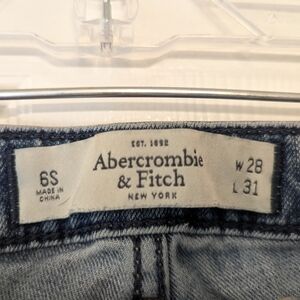 EST. 1892
6S
MADE IN
CHINA
Abercrombie
& Fitch
NEW YORK
W 28
L 31